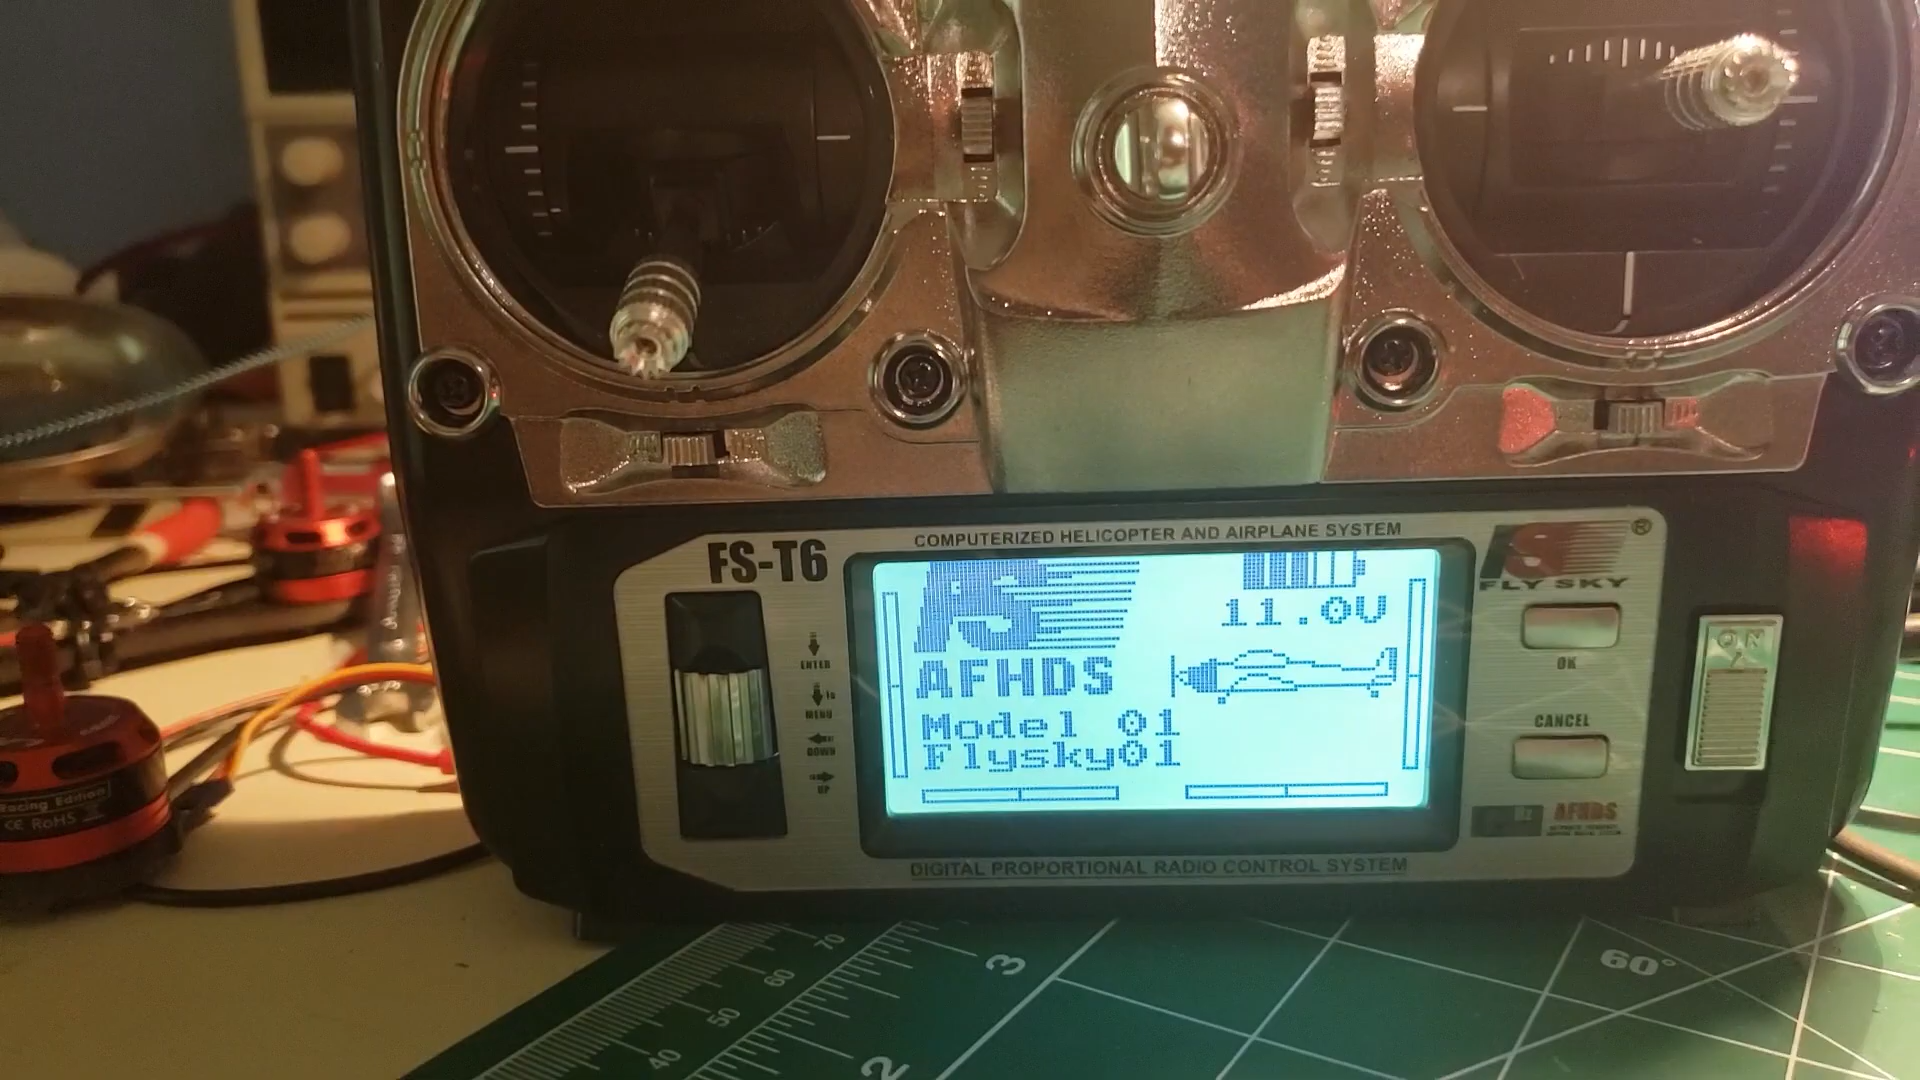 COMPUTERIZED HELICOPTER AND AIRPLANE SYSTEM
FS-T6
FLY SKY®
11.0V
AFHDS
Model 01
Flysky01
ENTER
MENU
DOWN
UP
OK
CANCEL
AFHDS
ON
DIGITAL PROPORTIONAL RADIO CONTROL SYSTEM
Racing Edition
CE RoHS
70
60
50
40
3
2
60°